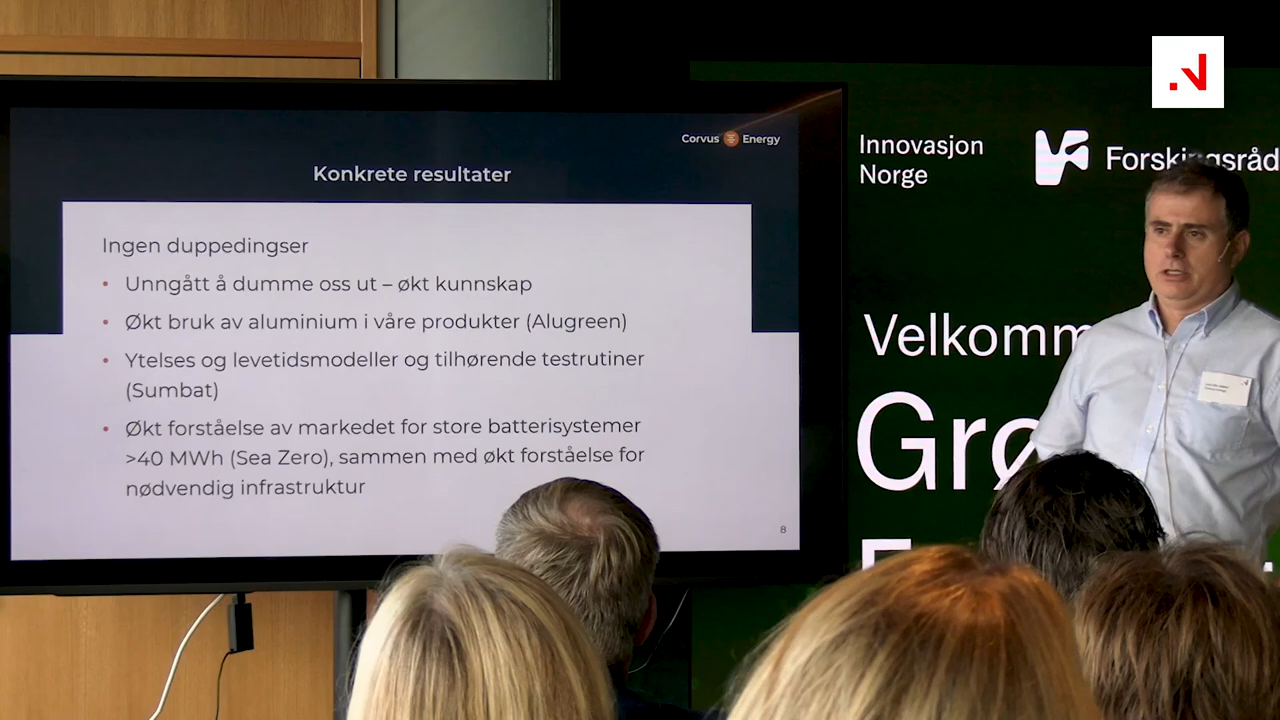 Corvus Energy
Konkrete resultater
Ingen duppedingser
• Unngått å dumme oss ut – økt kunnskap
• Økt bruk av aluminium i våre produkter (Alugreen)
• Ytelses og levetidsmodeller og tilhørende testrutiner
(Sumbat)
• Økt forståelse av markedet for store batterisystemer
>40 MWh (Sea Zero), sammen med økt forståelse for
nødvendig infrastruktur
8
Innovasjon
Norge
Velkomm
Grø